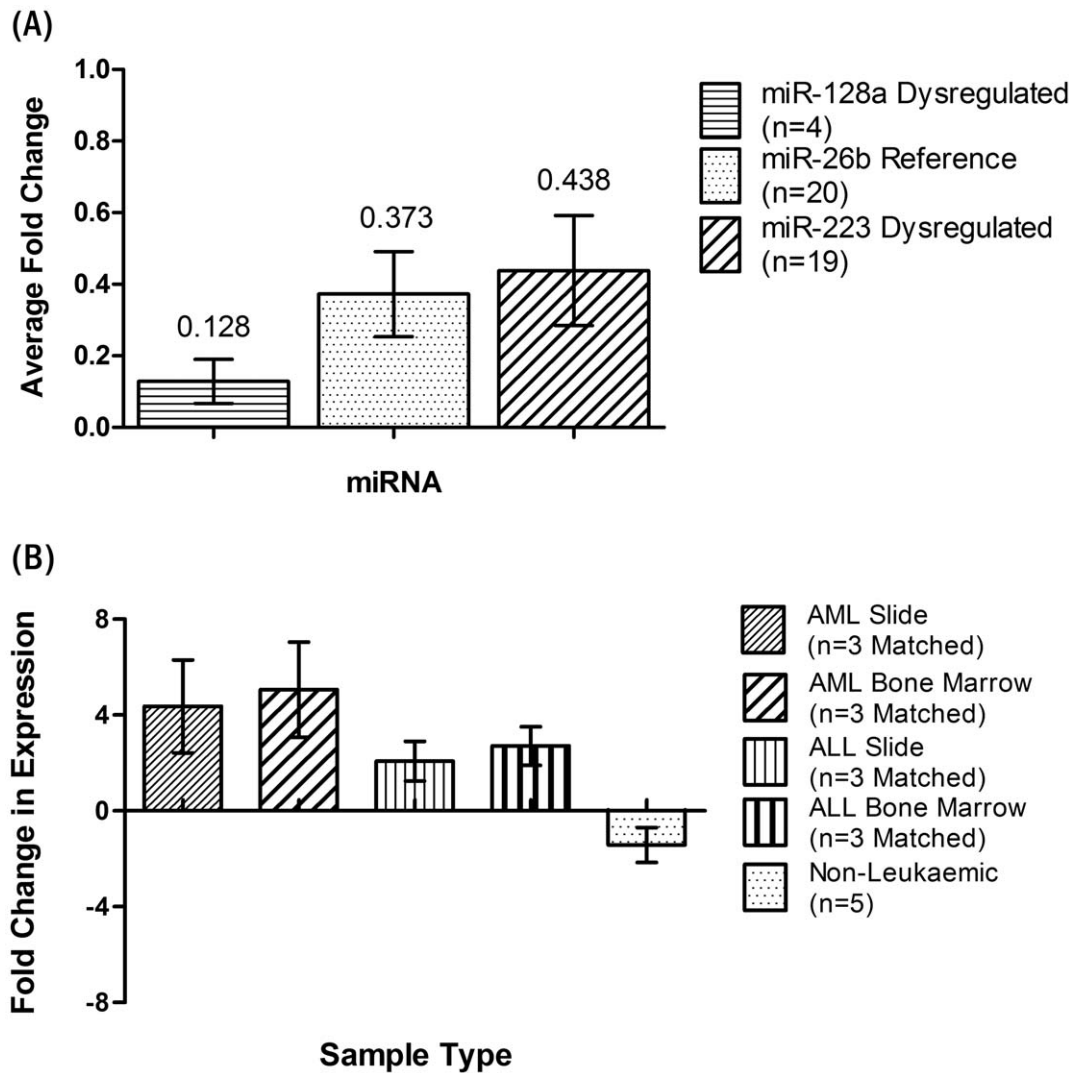 (A)
Average Fold Change
1.0
0.8
0.6
0.4
0.2
0.0
0.128
0.373
0.438
miRNA
miR-128a Dysregulated
(n=4)
miR-26b Reference
(n=20)
miR-223 Dysregulated
(n=19)
(B)
Fold Change in Expression
8
4
0
-4
-8
Sample Type
AML Slide
(n=3 Matched)
AML Bone Marrow
(n=3 Matched)
ALL Slide
(n=3 Matched)
ALL Bone Marrow
(n=3 Matched)
Non-Leukaemic
(n=5)